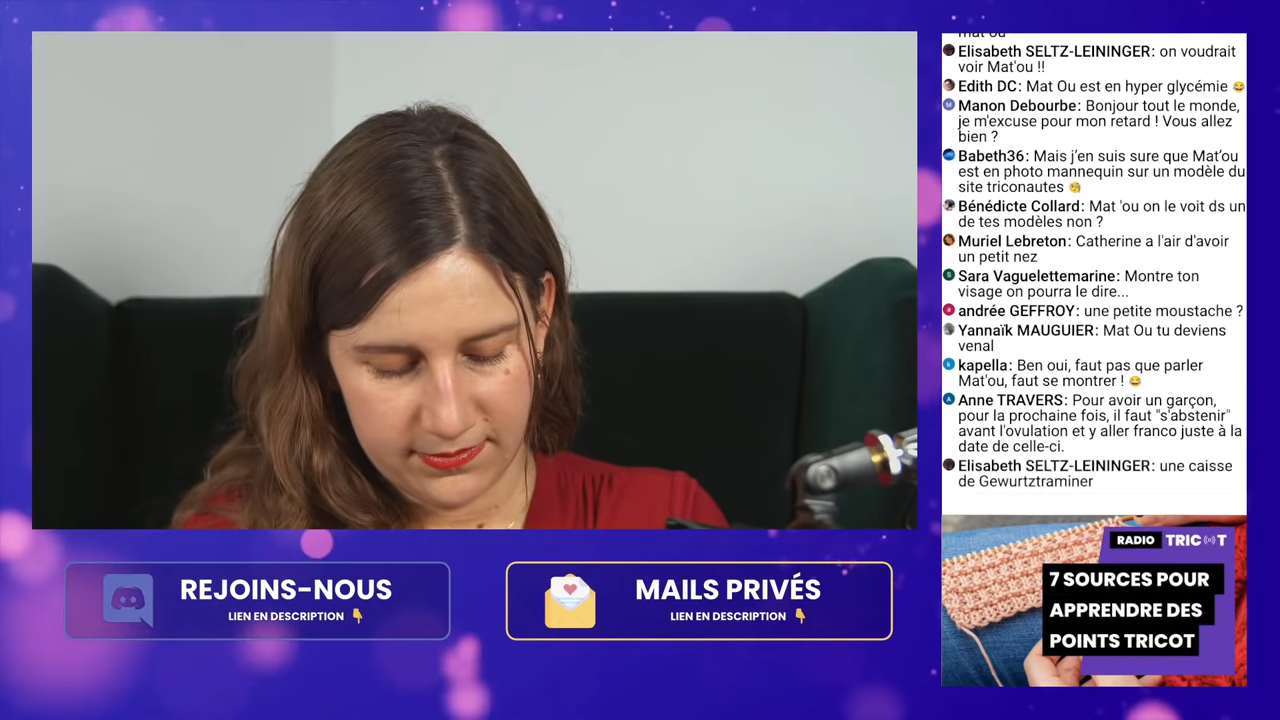 mat ou
Elisabeth SELTZ-LEININGER: on voudrait
voir Mat'ou !!
Edith DC: Mat Ou est en hyper glycémie 😂
M Manon Debourbe: Bonjour tout le monde,
je m'excuse pour mon retard ! Vous allez
bien ?
Babeth36: Mais j’en suis sure que Mat’ou
est en photo mannequin sur un modèle du
site triconautes 🧐
Bénédicte Collard: Mat 'ou on le voit ds un
de tes modèles non ?
Muriel Lebreton: Catherine a l'air d'avoir
un petit nez
S Sara Vaguelettemarine: Montre ton
visage on pourra le dire...
a andrée GEFFROY: une petite moustache ?
Yannaïk MAUGUIER: Mat Ou tu deviens
venal
k kapella: Ben oui, faut pas que parler
Mat'ou, faut se montrer ! 😂
A Anne TRAVERS: Pour avoir un garçon,
pour la prochaine fois, il faut "s'abstenir"
avant l'ovulation et y aller franco juste à la
date de celle-ci.
Elisabeth SELTZ-LEININGER: une caisse
de Gewurtztraminer
RADIO TRICOT
7 SOURCES POUR
APPRENDRE DES
POINTS TRICOT
REJOINS-NOUS
LIEN EN DESCRIPTION 👇
MAILS PRIVÉS
LIEN EN DESCRIPTION 👇